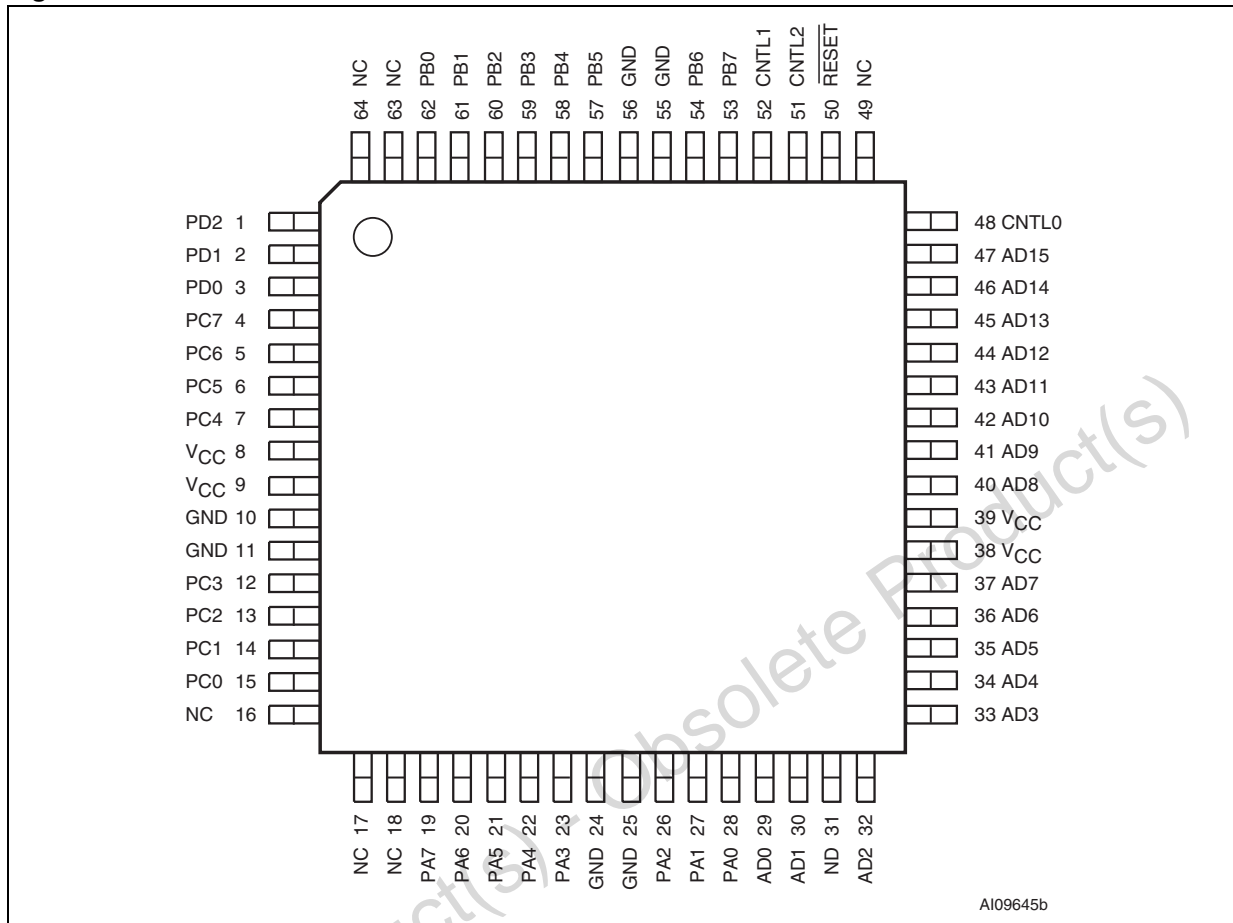 64 NC
63 NC
62 PB0
61 PB1
60 PB2
59 PB3
58 PB4
57 PB5
56 GND
55 GND
54 PB6
53 PB7
52 CNTL1
51 CNTL2
50 RESET
49 NC
PD2 1
PD1 2
PD0 3
PC7 4
PC6 5
PC5 6
PC4 7
VCC 8
VCC 9
GND 10
GND 11
PC3 12
PC2 13
PC1 14
PC0 15
NC 16
48 CNTL0
47 AD15
46 AD14
45 AD13
44 AD12
43 AD11
42 AD10
41 AD9
40 AD8
39 VCC
38 VCC
37 AD7
36 AD6
35 AD5
34 AD4
33 AD3
NC 17
NC 18
PA7 19
PA6 20
PA5 21
PA4 22
PA3 23
GND 24
GND 25
PA2 26
PA1 27
PA0 28
AD0 29
AD1 30
ND 31
AD2 32
AI09645b
ct(s) - Obsolete Product(s)